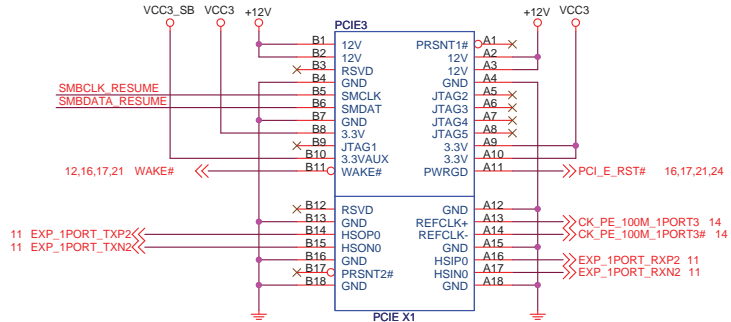 VCC3_SB VCC3 +12V +12V VCC3
PCIE3
B1 12V PRSNT1# A1
B2 12V 12V A2
B3 RSVD 12V A3
B4 GND GND A4
SMBCLK_RESUME B5 SMCLK JTAG2 A5
SMBDATA_RESUME B6 SMDAT JTAG3 A6
B7 GND JTAG4 A7
B8 3.3V JTAG5 A8
B9 JTAG1 3.3V A9
B10 3.3VAUX 3.3V A10
12,16,17,21 WAKE# B11 WAKE# PWRGD A11 PCI_E_RST# 16,17,21,24
B12 RSVD GND A12
B13 GND REFCLK+ A13 CK_PE_100M_1PORT3 14
11 EXP_1PORT_TXP2 B14 HSOP0 REFCLK- A14 CK_PE_100M_1PORT3# 14
11 EXP_1PORT_TXN2 B15 HSON0 GND A15
B16 GND HSIP0 A16 EXP_1PORT_RXP2 11
B17 PRSNT2# HSIN0 A17 EXP_1PORT_RXN2 11
B18 GND GND A18
PCIE X1